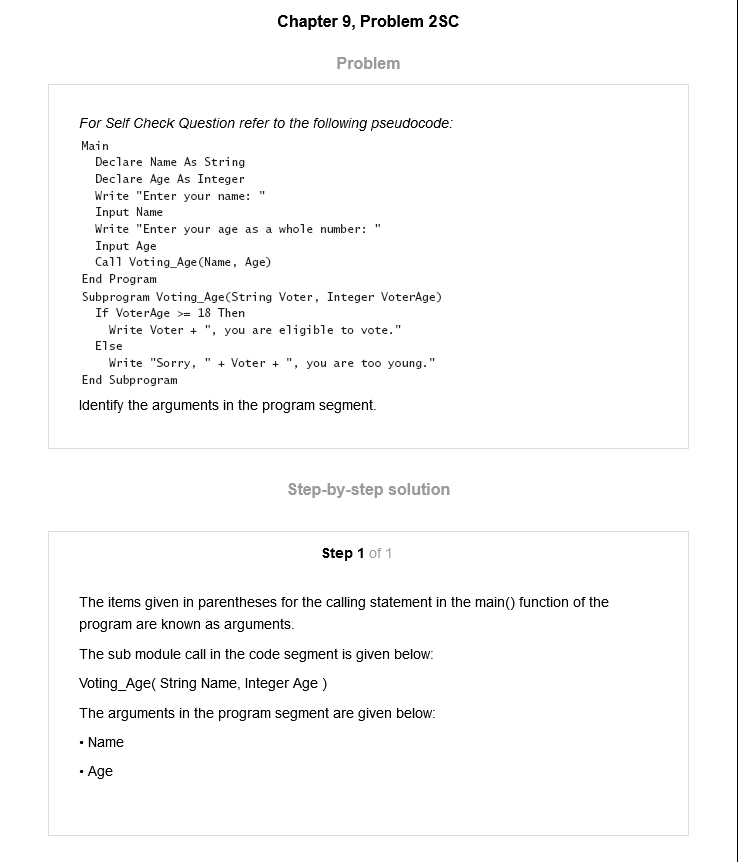 Chapter 9, Problem 2SC
Problem
For Self Check Question refer to the following pseudocode:
Main
Declare Name As String
Declare Age As Integer
Write "Enter your name: "
Input Name
Write "Enter your age as a whole number: "
Input Age
Call Voting_Age(Name, Age)
End Program
Subprogram Voting_Age(String Voter, Integer VoterAge)
If VoterAge >= 18 Then
Write Voter + ", you are eligible to vote."
Else
Write "Sorry, " + Voter + ", you are too young."
End Subprogram
Identify the arguments in the program segment.
Step-by-step solution
Step 1 of 1
The items given in parentheses for the calling statement in the main() function of the
program are known as arguments.
The sub module call in the code segment is given below:
Voting_Age( String Name, Integer Age )
The arguments in the program segment are given below:
• Name
• Age